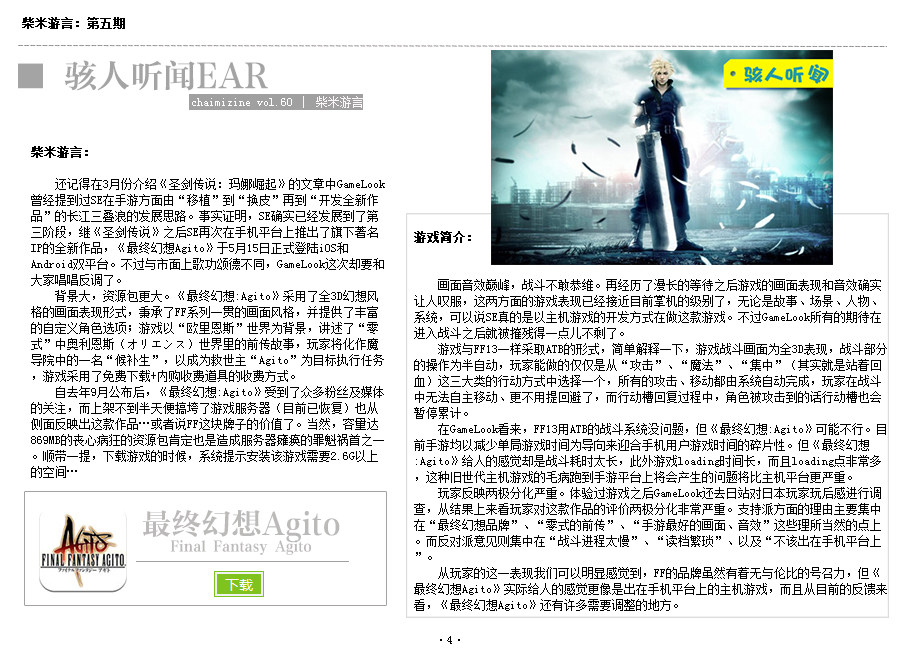 柴米游言：第五期
骇人听闻EAR
chaimizine vol.60 | 柴米游言
柴米游言：
还记得在3月份介绍《圣剑传说：玛娜崛起》的文章中GameLook
曾经提到过SE在手游方面由“移植”到“换皮”再到“开发全新作
品”的长江三叠浪的发展思路。事实证明，SE确实已经发展到了第
三阶段，继《圣剑传说》之后SE再次在手机平台上推出了旗下著名
IP的全新作品，《最终幻想Agito》于5月15日正式登陆iOS和
Android双平台。不过与市面上歌功颂德不同，GameLook这次却要和
大家唱唱反调了。
背景大，资源包更大。《最终幻想:Agito》采用了全3D幻想风
格的画面表现形式，秉承了FF系列一贯的画面风格，并提供了丰富
的自定义角色选项；游戏以“欧里恩斯”世界为背景，讲述了“零
式”中奥利恩斯（オリエンス）世界里的前传故事，玩家将化作魔
导院中的一名“候补生”，以成为救世主“Agito”为目标执行任务
，游戏采用了免费下载+内购收费道具的收费方式。
自去年9月公布后，《最终幻想:Agito》受到了众多粉丝及媒体
的关注，而上架不到半天便搞垮了游戏服务器（目前已恢复）也从
侧面反映出这款作品…或者说FF这块牌子的价值了。当然，容量达
869MB的丧心病狂的资源包肯定也是造成服务器瘫痪的罪魁祸首之一
。顺带一提，下载游戏的时候，系统提示安装该游戏需要2.6G以上
的空间…
AGITO
FINAL FANTASY AGITO
ファイナルファンタジー アギト
最终幻想Agito
Final Fantasy Agito
下载
·骇人听闻
游戏简介：
画面音效巅峰，战斗不敢恭维。再经历了漫长的等待之后游戏的画面表现和音效确实
让人叹服，这两方面的游戏表现已经接近目前掌机的级别了，无论是故事、场景、人物、
系统，可以说SE真的是以主机游戏的开发方式在做这款游戏。不过GameLook所有的期待在
进入战斗之后就被摧残得一点儿不剩了。
游戏与FF13一样采取ATB的形式，简单解释一下，游戏战斗画面为全3D表现，战斗部分
的操作为半自动，玩家能做的仅仅是从“攻击”、“魔法”、“集中”（其实就是站着回
血）这三大类的行动方式中选择一个，所有的攻击、移动都由系统自动完成，玩家在战斗
中无法自主移动、更不用提回避了，而行动槽回复过程中，角色被攻击到的话行动槽也会
暂停累计。
在GameLook看来，FF13用ATB的战斗系统没问题，但《最终幻想:Agito》可能不行。目
前手游均以减少单局游戏时间为导向来迎合手机用户游戏时间的碎片性。但《最终幻想
:Agito》给人的感觉却是战斗耗时太长，此外游戏loading时间长，而且loading点非常多
，这种旧世代主机游戏的毛病跑到手游平台上将会产生的问题将比主机平台更严重。
玩家反映两极分化严重。体验过游戏之后GameLook还去日站对日本玩家玩后感进行调
查，从结果上来看玩家对这款作品的评价两极分化非常严重。支持派方面的理由主要集中
在“最终幻想品牌”、“零式的前传”、“手游最好的画面、音效”这些理所当然的点上
。而反对派意见则集中在“战斗进程太慢”、“读档繁琐”、以及“不该出在手机平台上
”。
从玩家的这一表现我们可以明显感觉到，FF的品牌虽然有着无与伦比的号召力，但《
最终幻想Agito》实际给人的感觉更像是出在手机平台上的主机游戏，而且从目前的反馈来
看，《最终幻想Agito》还有许多需要调整的地方。
·4·